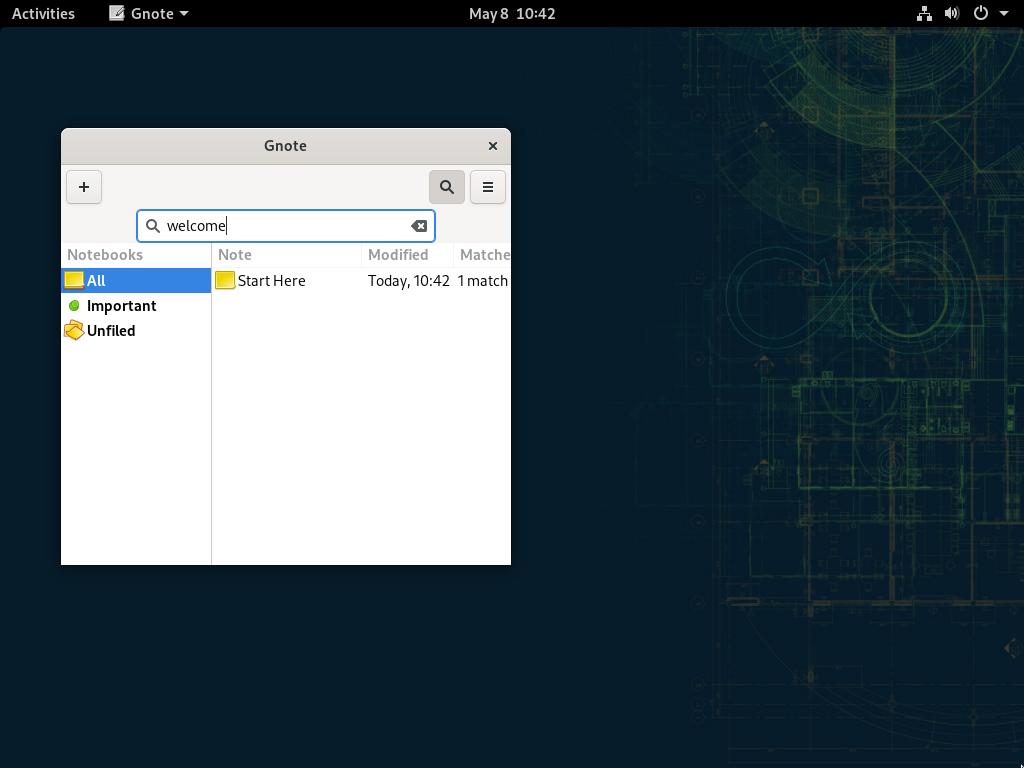 Activities Gnote May 8 10:42
Gnote
welcome
Notebooks Note Modified Matche
All Start Here Today, 10:42 1 match
Important
Unfiled